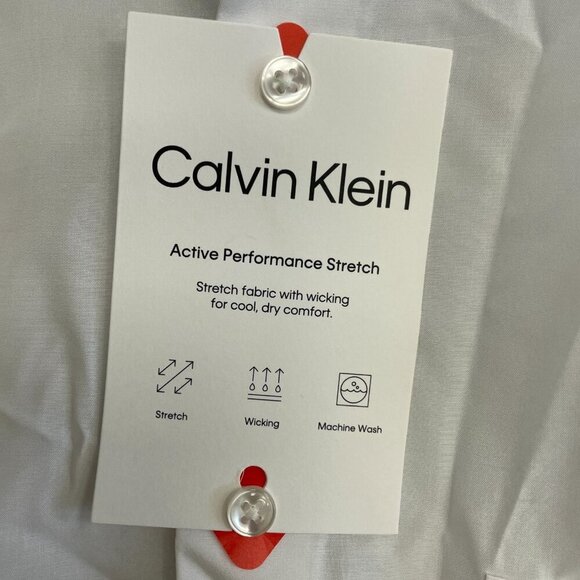 Calvin Klein
Active Performance Stretch
Stretch fabric with wicking
for cool, dry comfort.
Stretch
Wicking
Machine Wash